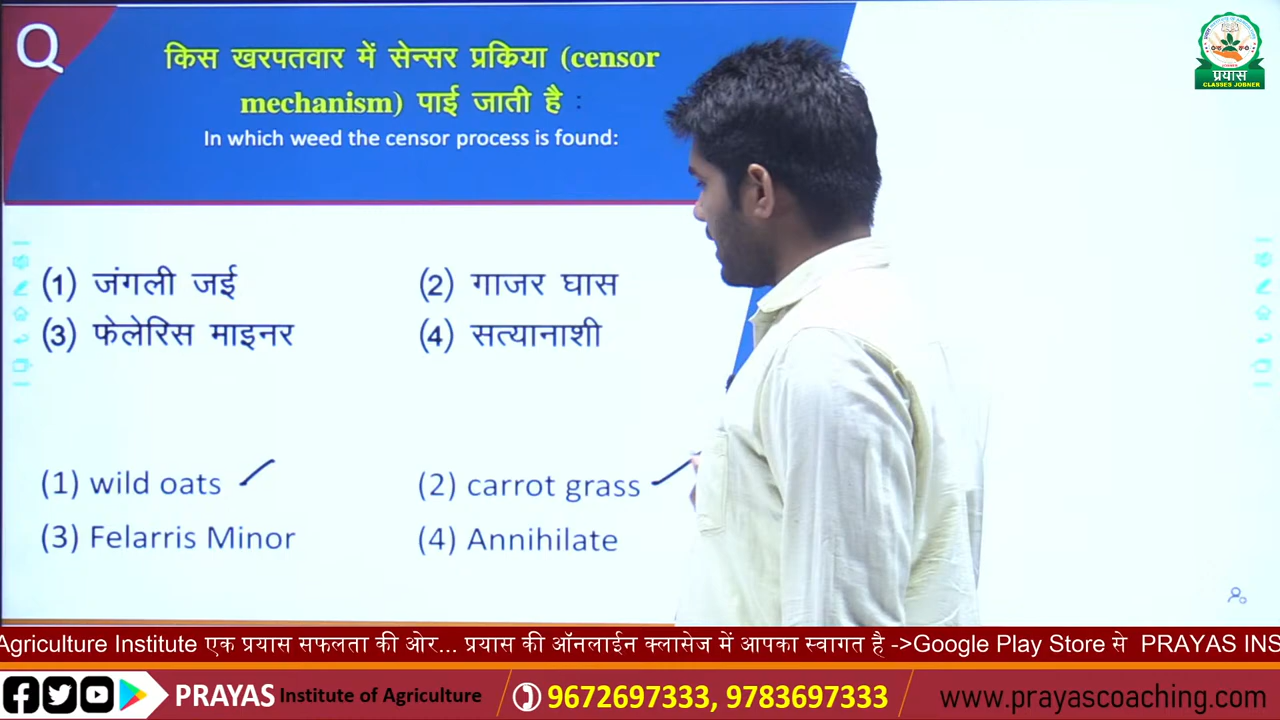 Q
किस खरपतवार में सेन्सर प्रकिया (censor
mechanism) पाई जाती है :
In which weed the censor process is found:
(1) जंगली जई (2) गाजर घास
(3) फेलेरिस माइनर (4) सत्यानाशी
(1) wild oats (2) carrot grass
(3) Felarris Minor (4) Annihilate
प्रयास
CLASSES JOBNER
Agriculture Institute एक प्रयास सफलता की ओर... प्रयास की ऑनलाईन क्लासेज में आपका स्वागत है ->Google Play Store से PRAYAS INS
PRAYAS Institute of Agriculture 9672697333, 9783697333 www.prayascoaching.com